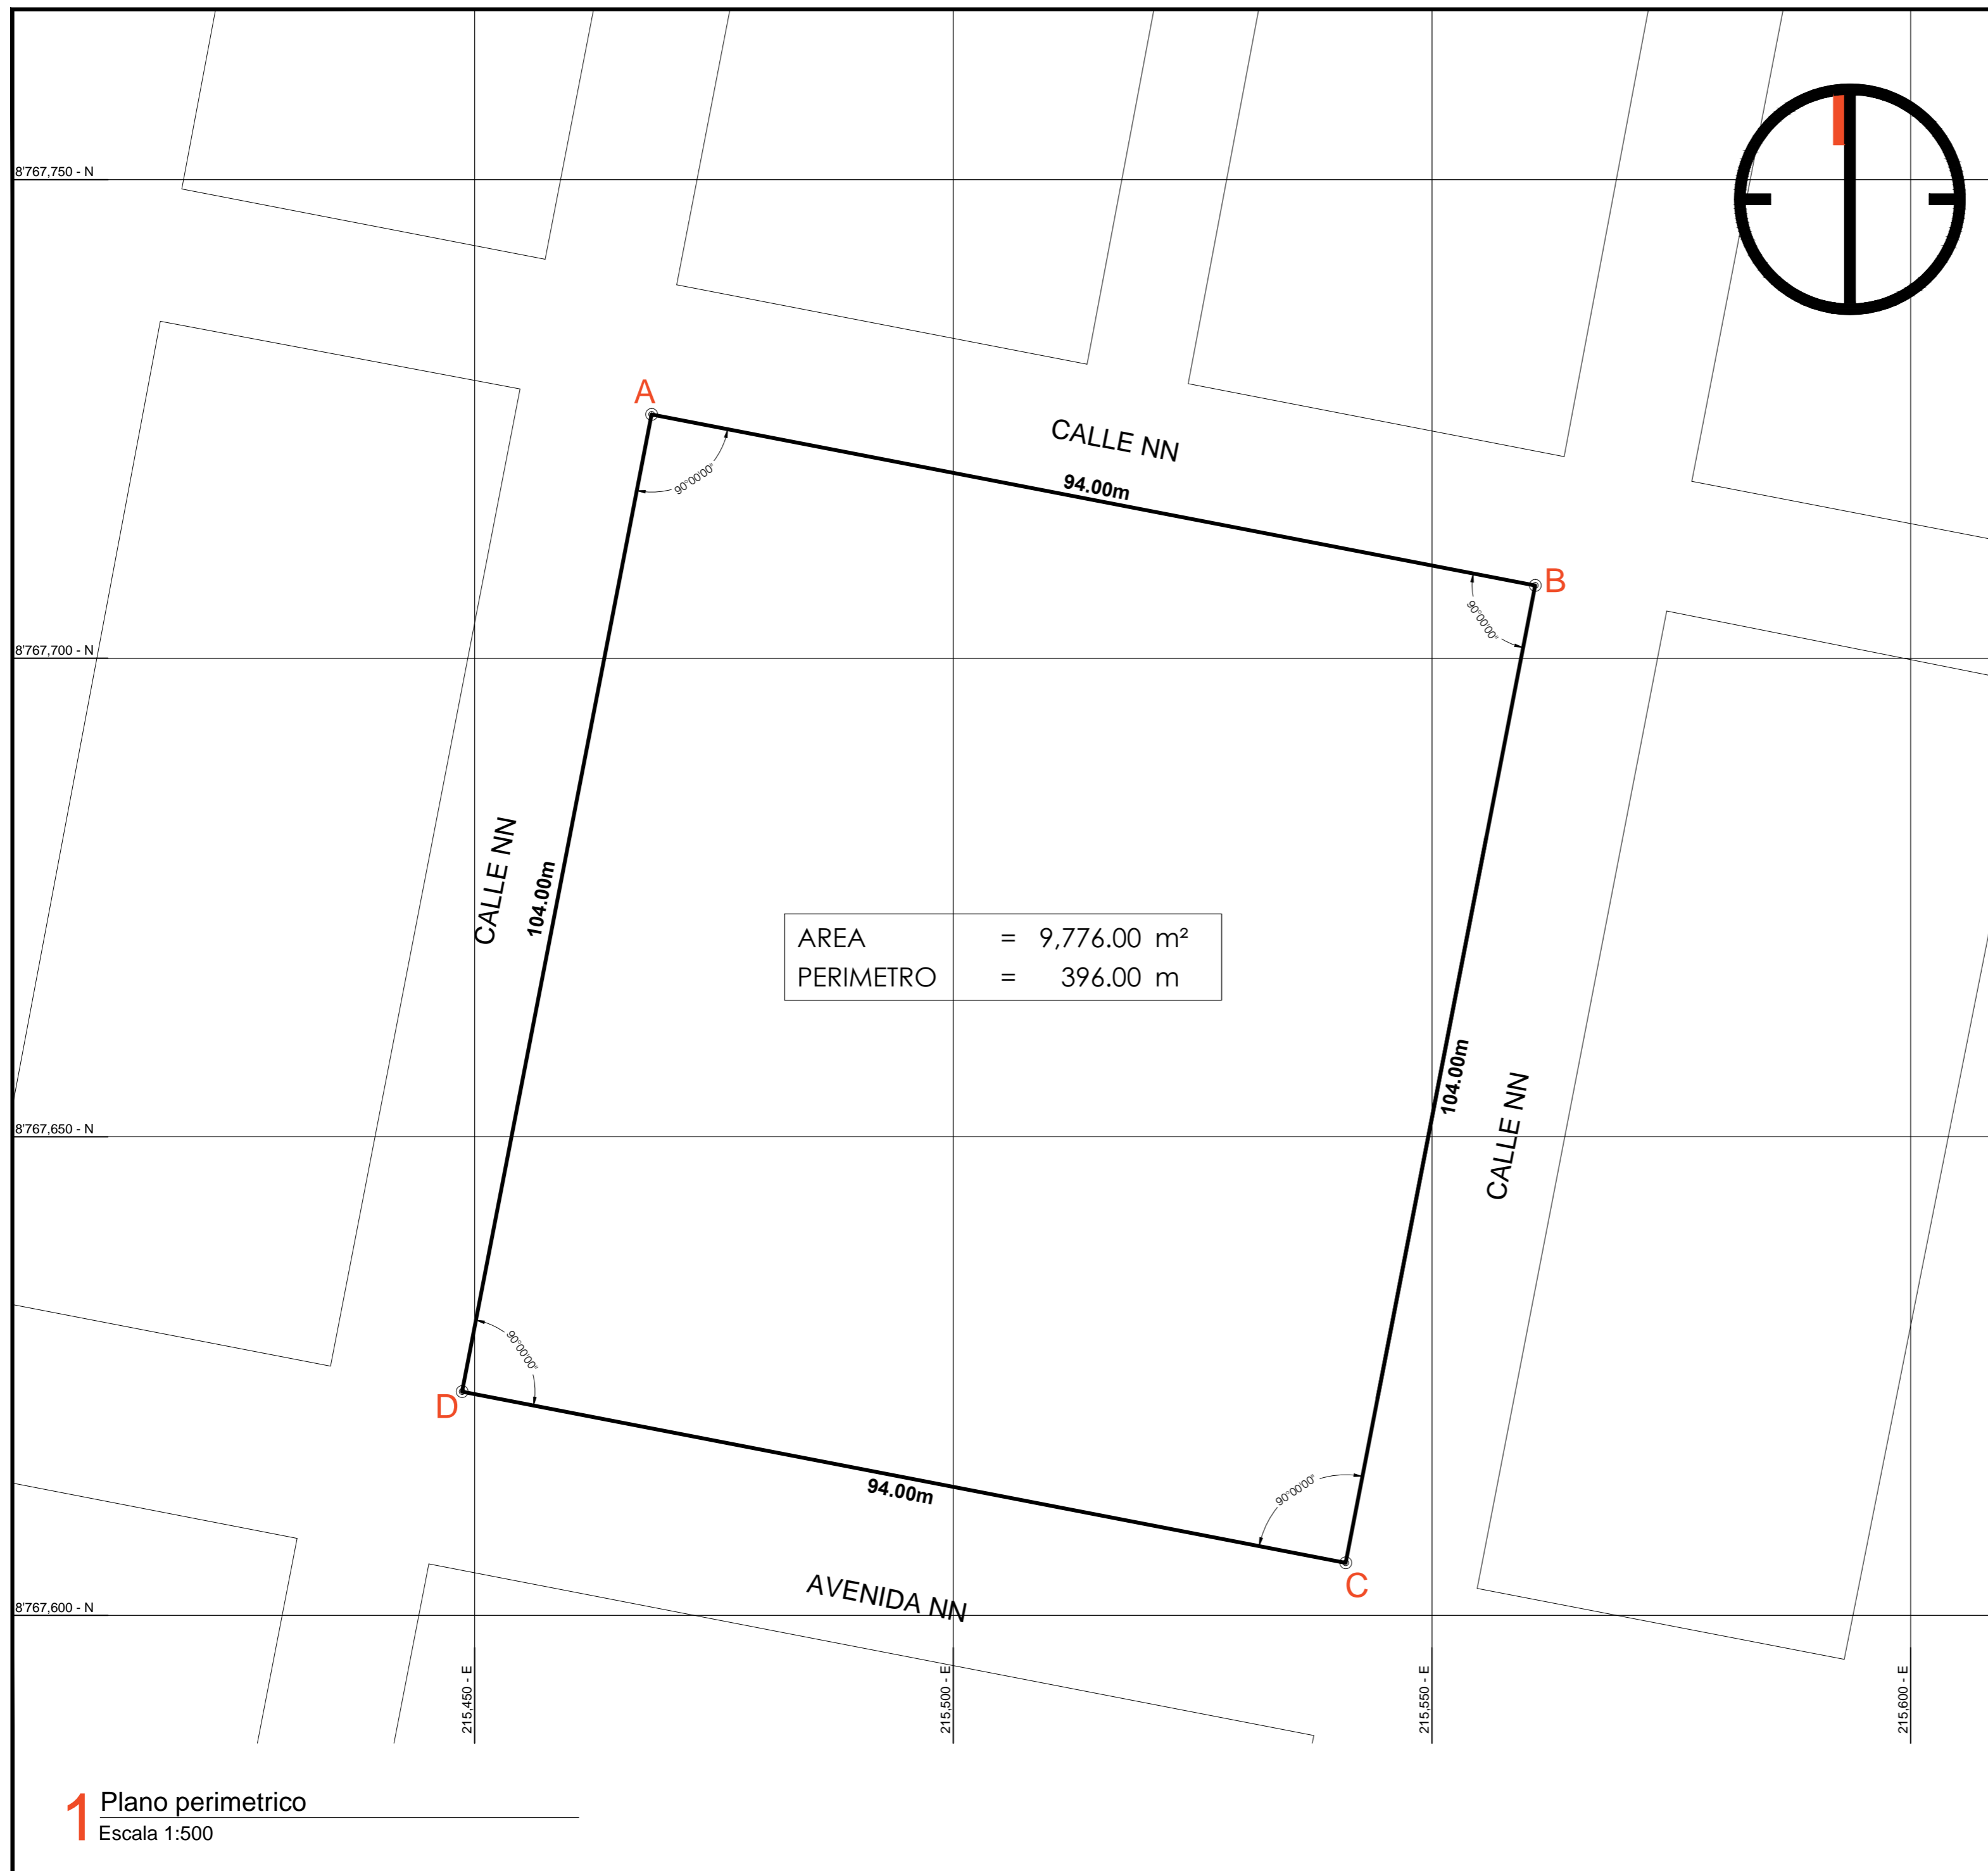 8'767,750 - N
A
CALLE NN
94.00m
90°00'00"
B
90°00'00"
8'767,700 - N
CALLE NN
104.00m
AREA = 9,776.00 m²
PERIMETRO = 396.00 m
104.00m
CALLE NN
8'767,650 - N
90°00'00"
D
94.00m
90°00'00"
C
AVENIDA NN
8'767,600 - N
215,450 - E
215,500 - E
215,550 - E
215,600 - E
1 Plano perimetrico
Escala 1:500